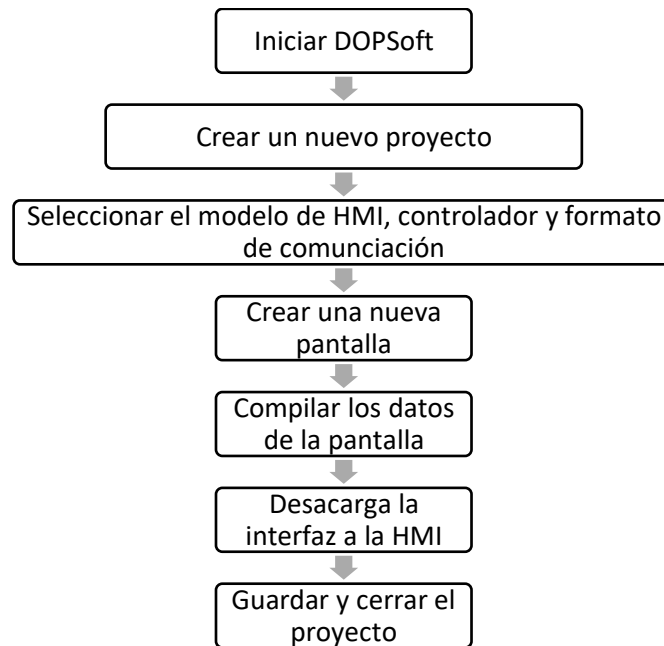 Iniciar DOPSoft
Crear un nuevo proyecto
Seleccionar el modelo de HMI, controlador y formato
de comunciación
Crear una nueva
pantalla
Compilar los datos
de la pantalla
Desacarga la
interfaz a la HMI
Guardar y cerrar el
proyecto